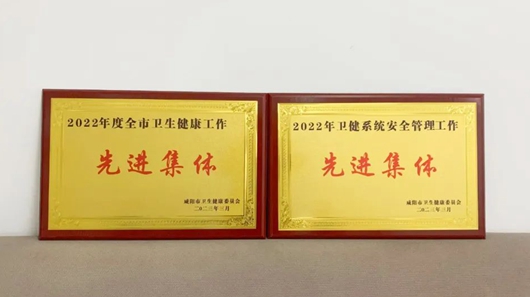 2022年度全市卫生健康工作
先进集体
咸阳市卫生健康委员会
二〇二三年三月
2022年卫健系统安全管理工作
先进集体
咸阳市卫生健康委员会
二〇二三年三月